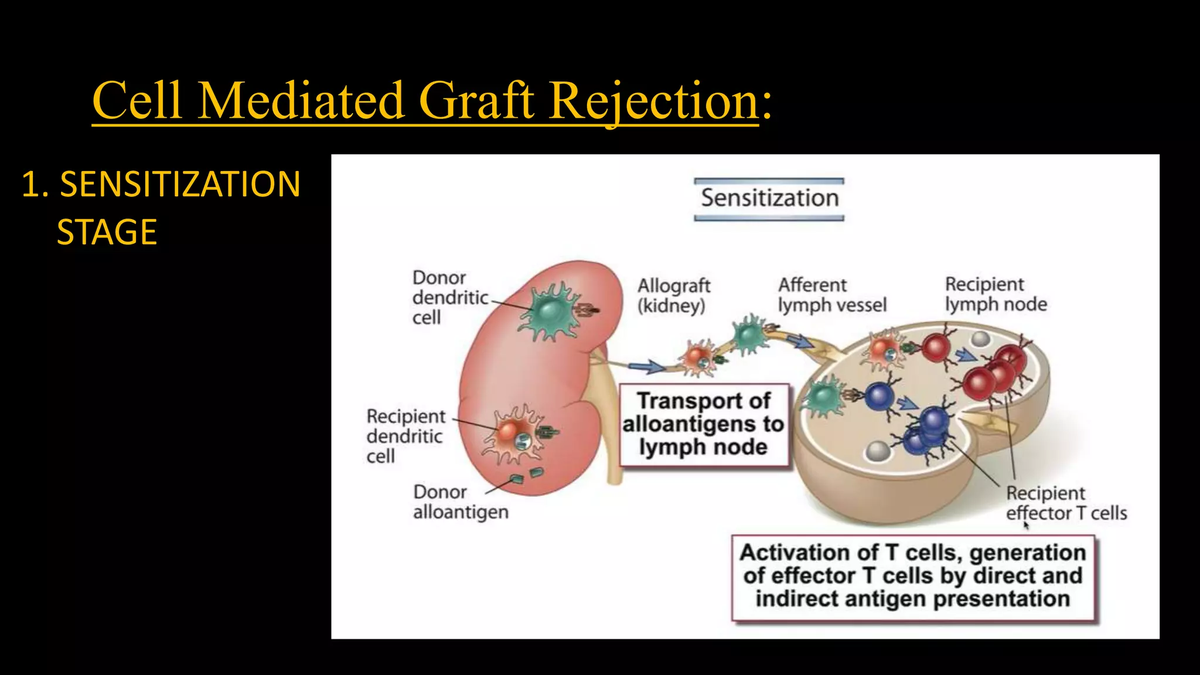 Cell Mediated Graft Rejection:
1. SENSITIZATION
STAGE
Sensitization
Donor
dendritic
cell
Allograft
(kidney)
Afferent
lymph vessel
Recipient
lymph node
Transport of
alloantigens to
lymph node
Recipient
dendritic
cell
Donor
alloantigen
Recipient
effector T cells
Activation of T cells, generation
of effector T cells by direct and
indirect antigen presentation